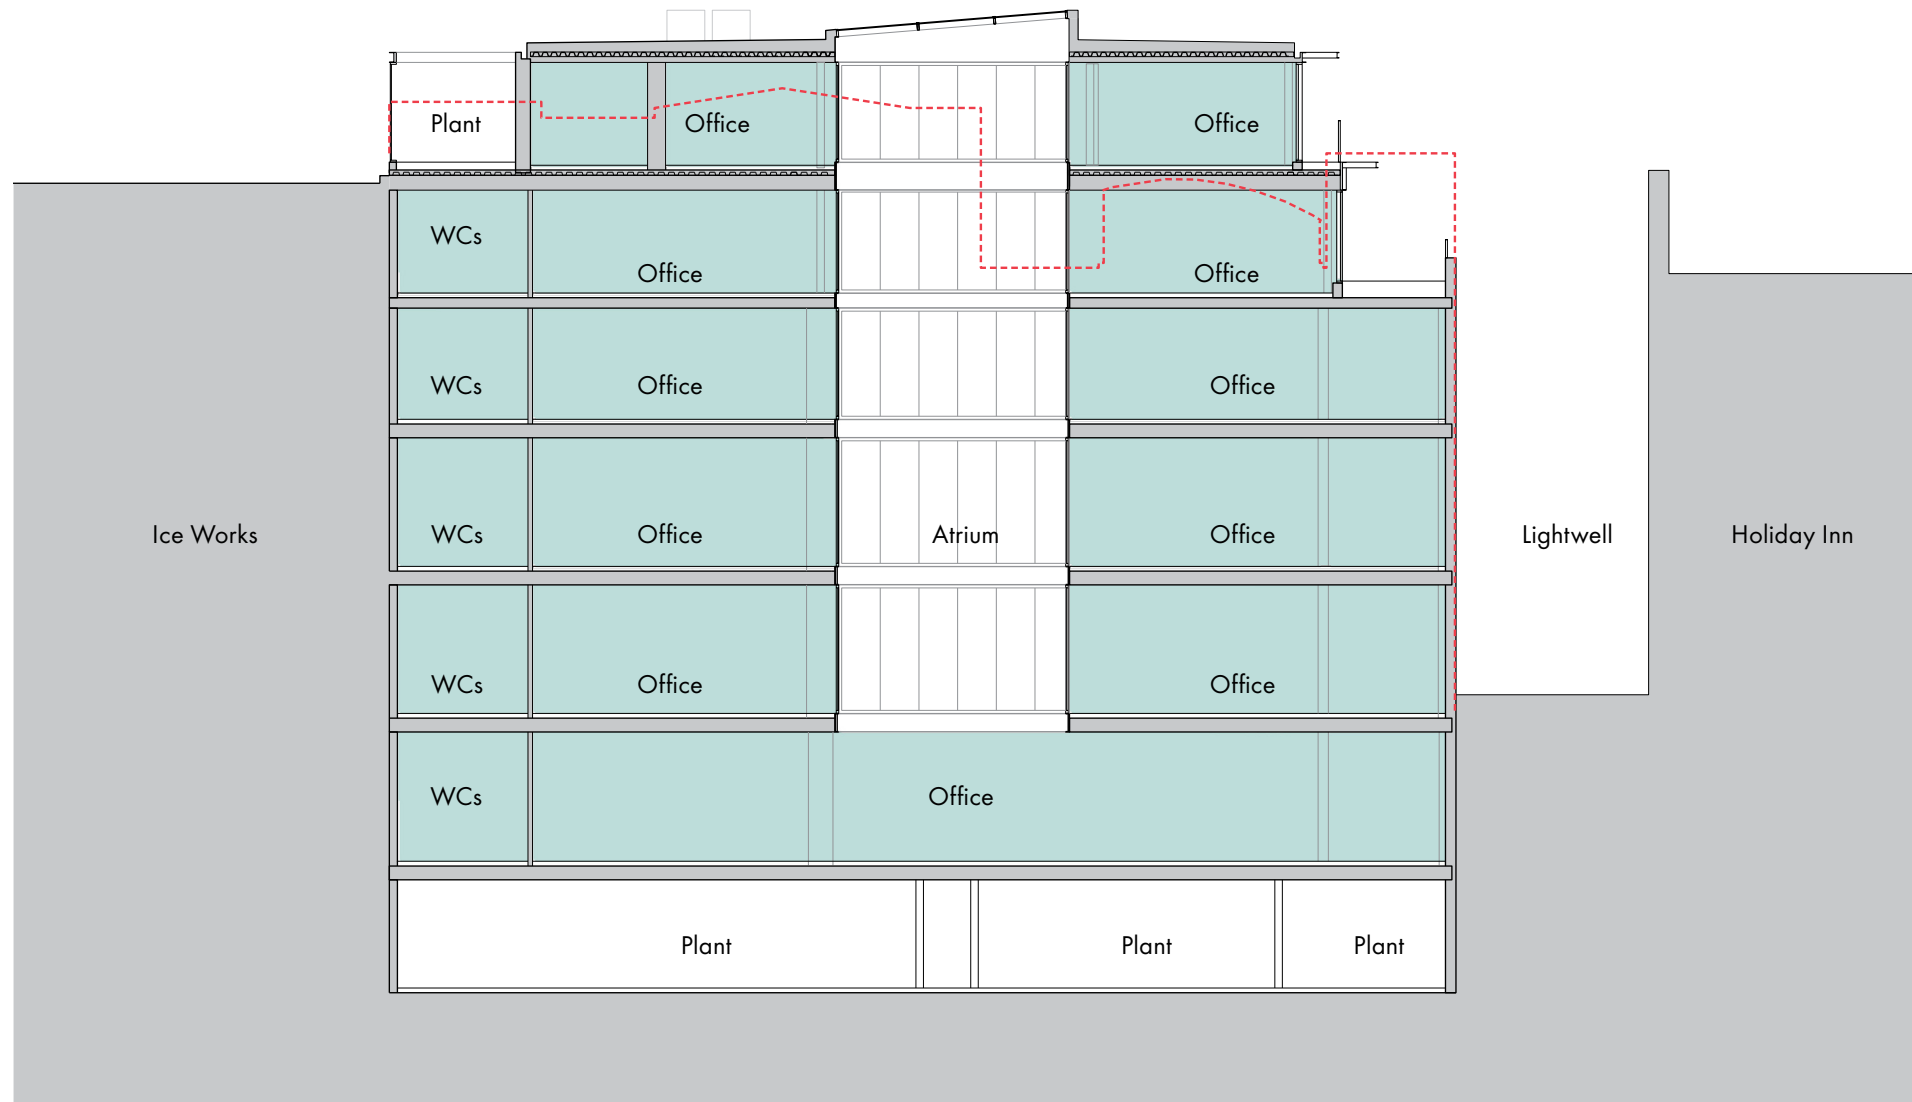 Plant Office Office
WCs
Office Office
WCs Office Office
Ice Works WCs Office Atrium Office Lightwell Holiday Inn
WCs Office Office
WCs Office
Plant Plant Plant